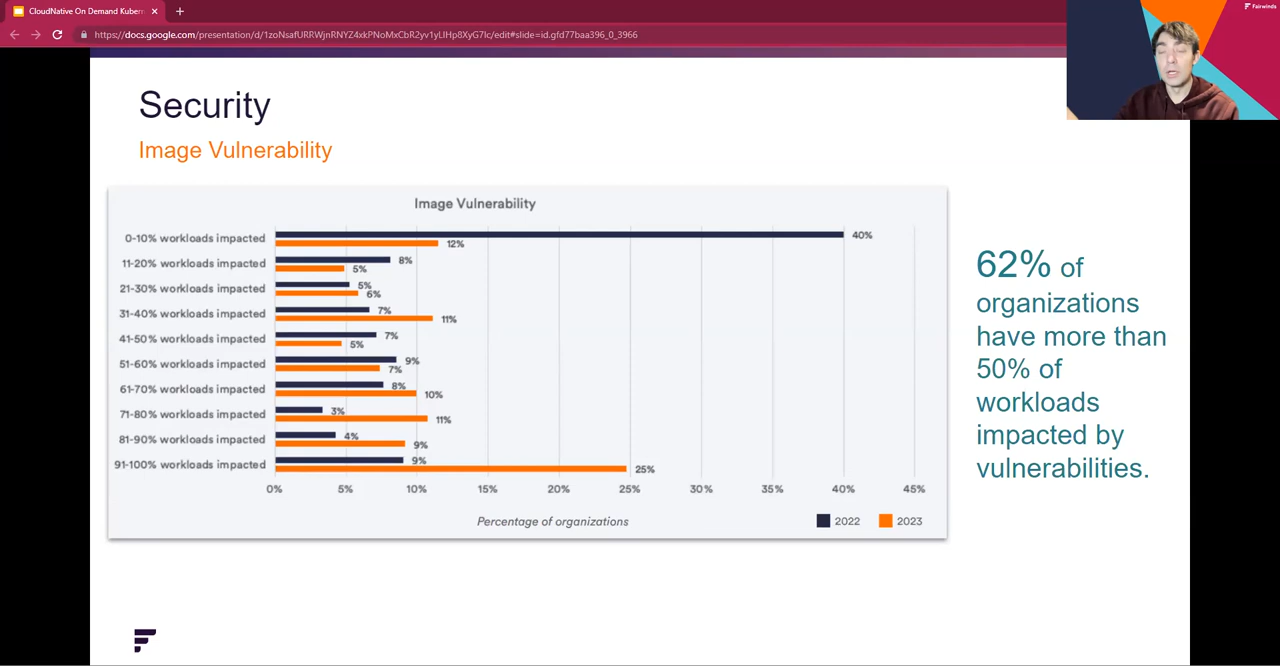 CloudNative On Demand Kubern
https://docs.google.com/presentation/d/1zoNsafURRWjnRNYZ4xkPNoMxCbR2yv1yLJHp8XyG7Ic/edit#slide=id.gfd77baa396_0_3966
Fairwinds
Security
Image Vulnerability
Image Vulnerability
0-10% workloads impacted 40% 12%
11-20% workloads impacted 8% 5%
21-30% workloads impacted 5% 6%
31-40% workloads impacted 7% 11%
41-50% workloads impacted 7% 5%
51-60% workloads impacted 9% 7%
61-70% workloads impacted 8% 10%
71-80% workloads impacted 3% 11%
81-90% workloads impacted 4% 9%
91-100% workloads impacted 9% 25%
0% 5% 10% 15% 20% 25% 30% 35% 40% 45%
Percentage of organizations
2022 2023
62% of
organizations
have more than
50% of
workloads
impacted by
vulnerabilities.